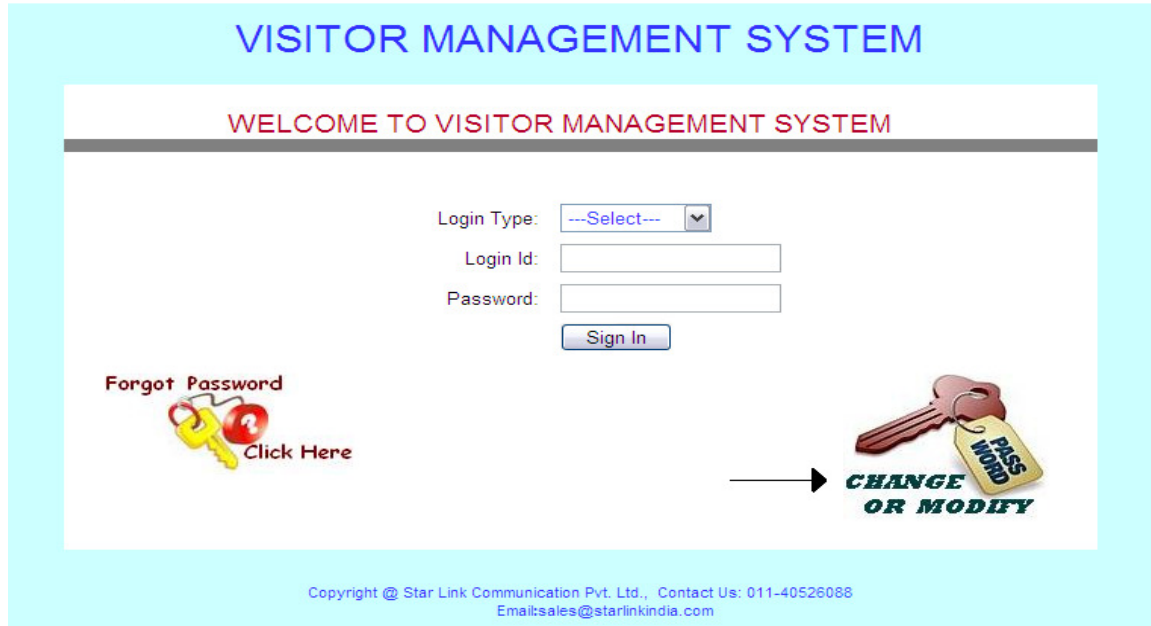 VISITOR MANAGEMENT SYSTEM
WELCOME TO VISITOR MANAGEMENT SYSTEM
Login Type: ---Select---
Login Id:
Password:
Sign In
Forgot Password
?
Click Here
PASS
WORD
CHANGE
OR MODIFY
Copyright @ Star Link Communication Pvt. Ltd., Contact Us: 011-40526088
Email:sales@starlinkindia.com